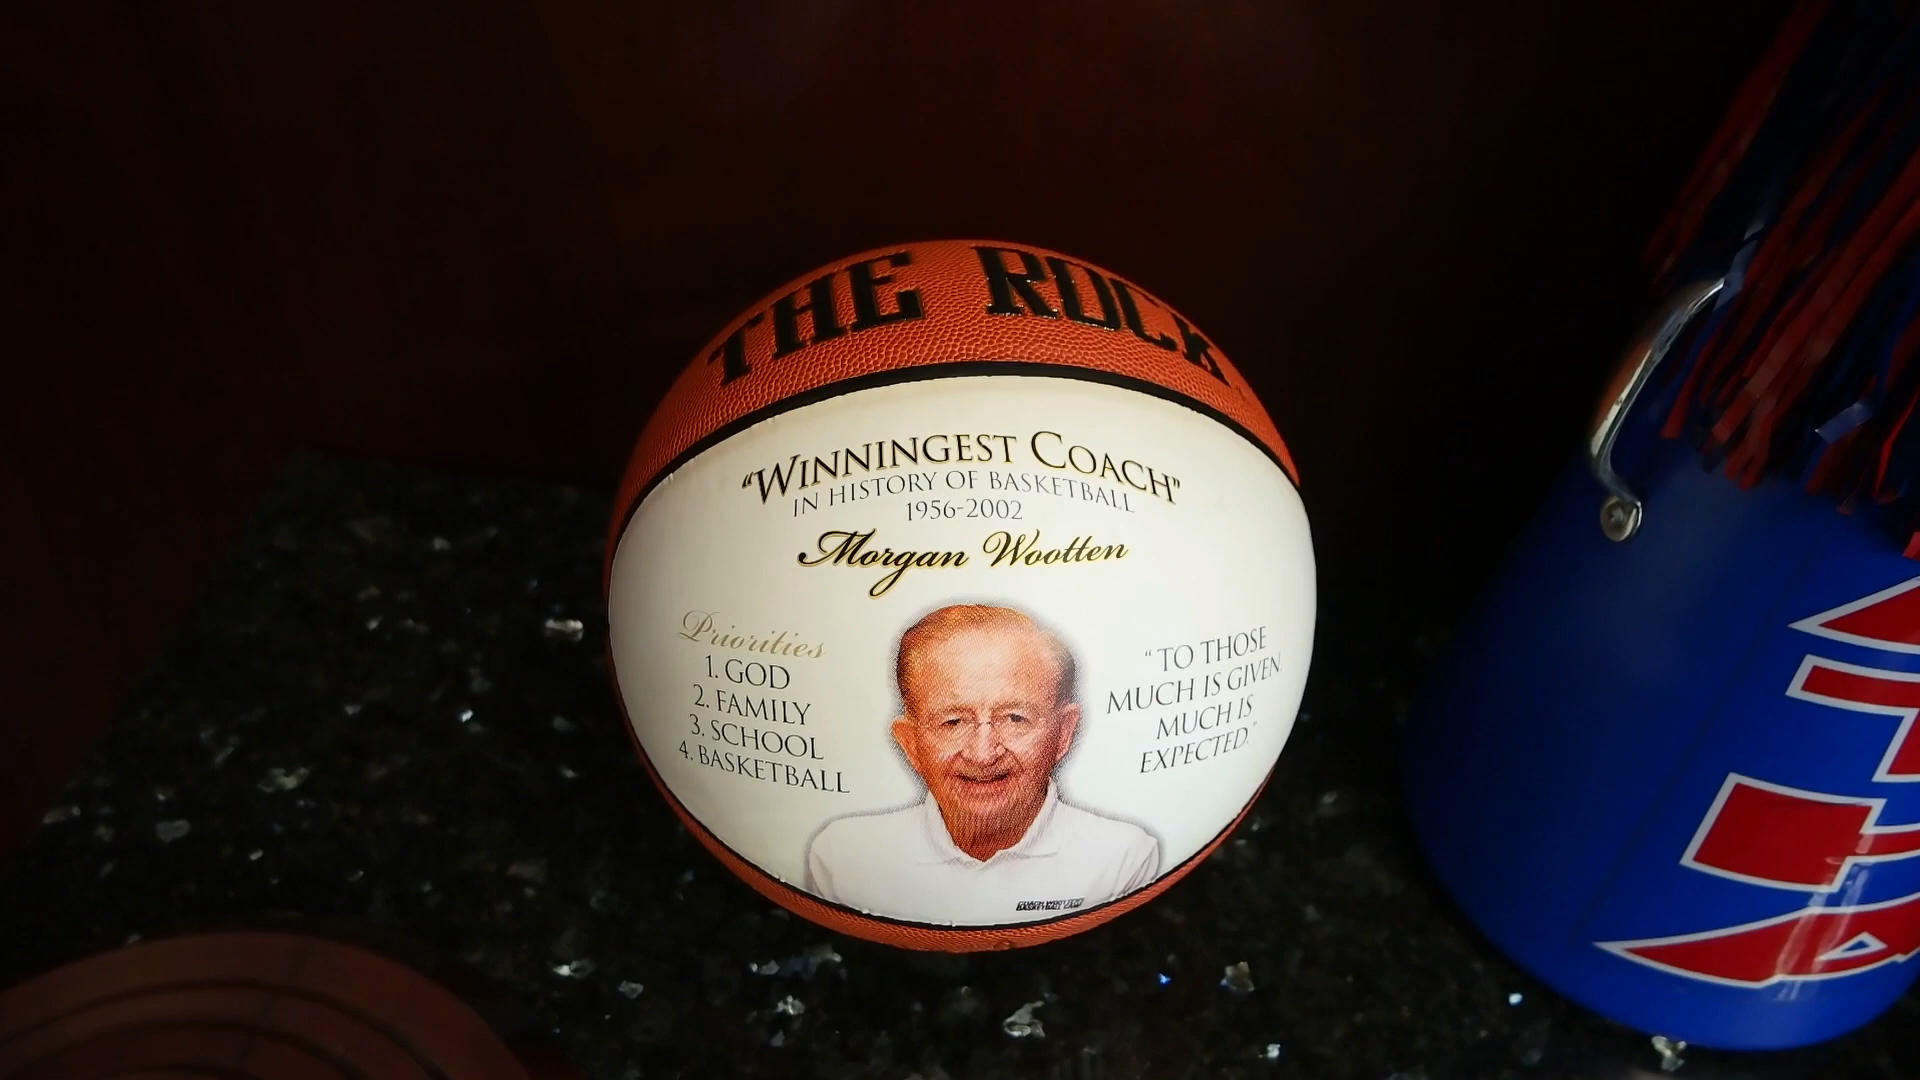 THE ROCK
“WINNINGEST COACH”
IN HISTORY OF BASKETBALL
1956-2002
Morgan Wootten
Priorities
1. GOD
2. FAMILY
3. SCHOOL
4. BASKETBALL
“TO THOSE
MUCH IS GIVEN
MUCH IS
EXPECTED.”